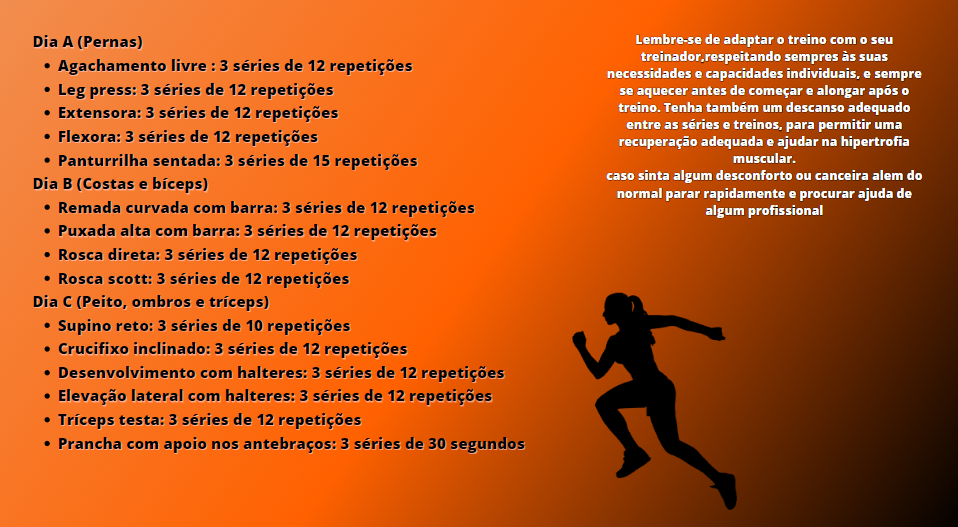 Dia A (Pernas)
• Agachamento livre : 3 séries de 12 repetições
• Leg press: 3 séries de 12 repetições
• Extensora: 3 séries de 12 repetições
• Flexora: 3 séries de 12 repetições
• Panturrilha sentada: 3 séries de 15 repetições
Dia B (Costas e bíceps)
• Remada curvada com barra: 3 séries de 12 repetições
• Puxada alta com barra: 3 séries de 12 repetições
• Rosca direta: 3 séries de 12 repetições
• Rosca scott: 3 séries de 12 repetições
Dia C (Peito, ombros e tríceps)
• Supino reto: 3 séries de 10 repetições
• Crucifixo inclinado: 3 séries de 12 repetições
• Desenvolvimento com halteres: 3 séries de 12 repetições
• Elevação lateral com halteres: 3 séries de 12 repetições
• Tríceps testa: 3 séries de 12 repetições
• Prancha com apoio nos antebraços: 3 séries de 30 segundos
Lembre-se de adaptar o treino com o seu
treinador,respeitando sempres às suas
necessidades e capacidades individuais, e sempre
se aquecer antes de começar e alongar após o
treino. Tenha também um descanso adequado
entre as séries e treinos, para permitir uma
recuperação adequada e ajudar na hipertrofia
muscular.
caso sinta algum desconforto ou canceira alem do
normal parar rapidamente e procurar ajuda de
algum profissional